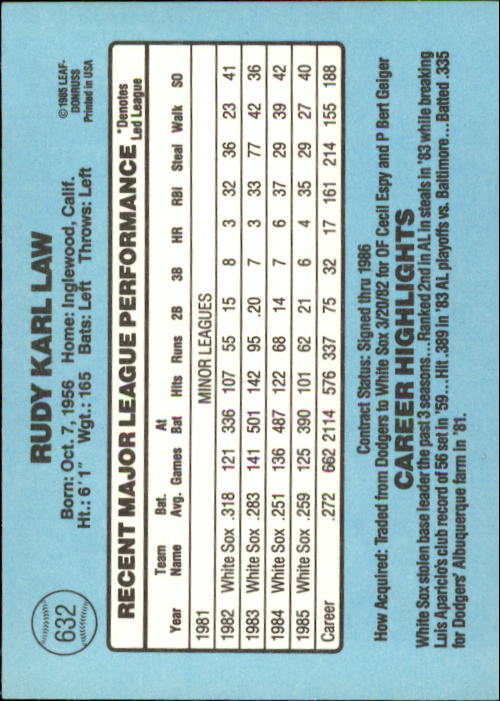 632
RUDY KARL LAW
©1985 LEAF-
DONRUSS
Printed in USA
Born: Oct. 7, 1956 Home: Inglewood, Calif.
Ht.: 6'1" Wgt.: 165 Bats: Left Throws: Left
RECENT MAJOR LEAGUE PERFORMANCE
*Denotes
Led League
Team Bat. At
Year Name Avg. Games Bat Hits Runs 2B 3B HR RBI Steal Walk SO
1981 MINOR LEAGUES
1982 White Sox .318 121 336 107 55 15 8 3 32 36 23 41
1983 White Sox .283 141 501 142 95 .20 7 3 33 77 42 36
1984 White Sox .251 136 487 122 68 14 7 6 37 29 39 42
1985 White Sox .259 125 390 101 62 21 6 4 35 29 27 40
Career .272 662 2114 576 337 75 32 17 161 214 155 188
Contract Status: Signed thru 1986
How Acquired: Traded from Dodgers to White Sox 3/20/82 for OF Cecil Espy and P Bert Geiger
CAREER HIGHLIGHTS
White Sox stolen base leader the past 3 seasons...Ranked 2nd in AL in steals in '83 while breaking
Luis Aparicio's club record of 56 set in '59...Hit .389 in '83 AL playoffs vs. Baltimore...Batted .335
for Dodgers' Albuquerque farm in '81.